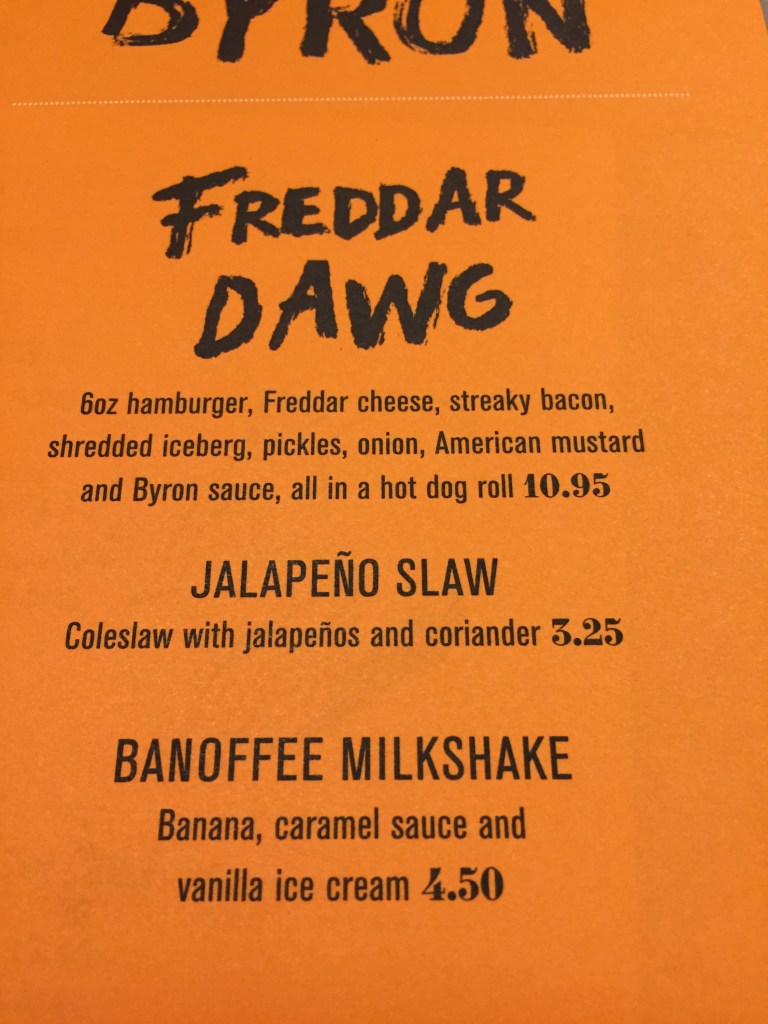 BYRON
FREDDAR
DAWG
6oz hamburger, Freddar cheese, streaky bacon,
shredded iceberg, pickles, onion, American mustard
and Byron sauce, all in a hot dog roll 10.95
JALAPEÑO SLAW
Coleslaw with jalapeños and coriander 3.25
BANOFFEE MILKSHAKE
Banana, caramel sauce and
vanilla ice cream 4.50